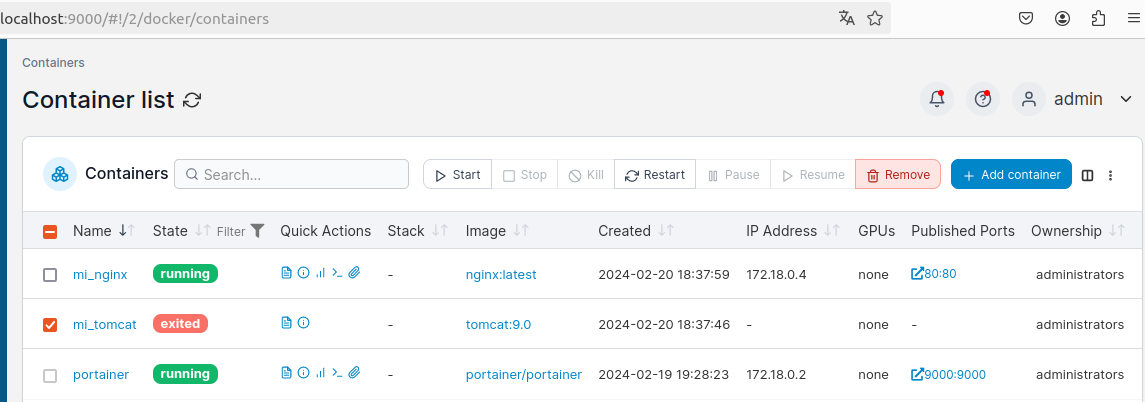 localhost:9000/#!/2/docker/containers
Containers
Container list
admin
Containers Search... Start Stop Kill Restart Pause Resume Remove + Add container
Name State Filter Quick Actions Stack Image Created IP Address GPUs Published Ports Ownership
mi_nginx running - nginx:latest 2024-02-20 18:37:59 172.18.0.4 none 80:80 administrators
mi_tomcat exited - tomcat:9.0 2024-02-20 18:37:46 - none - administrators
portainer running - portainer/portainer 2024-02-19 19:28:23 172.18.0.2 none 9000:9000 administrators